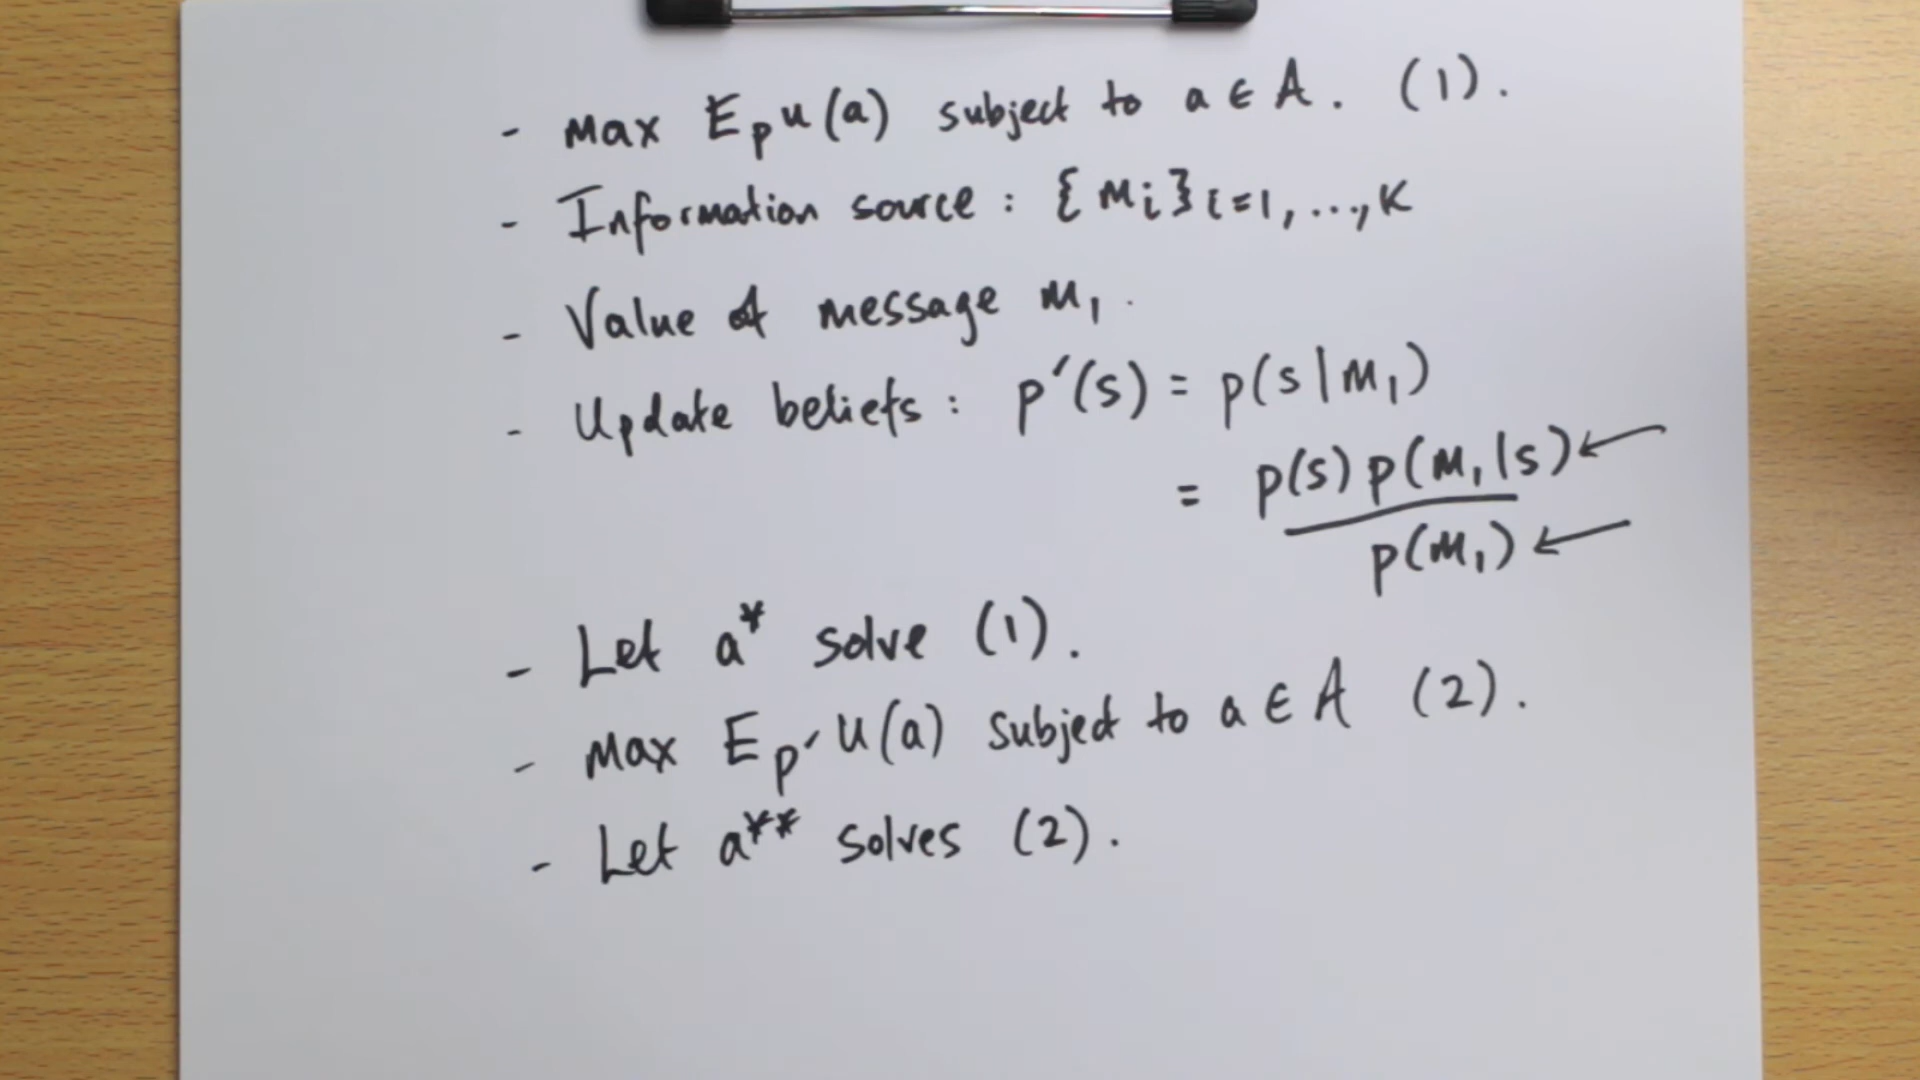 - Max E_p u(a) subject to a ∈ A. (1).
- Information source : {M_i}_{i=1,...,K}
- Value of message M_1.
- Update beliefs : p'(s) = p(s|M_1)
= p(s) p(M_1|s) ←
p(M_1) ←
- Let a* solve (1).
- Max E_{p'} u(a) subject to a ∈ A (2).
- Let a** solves (2).